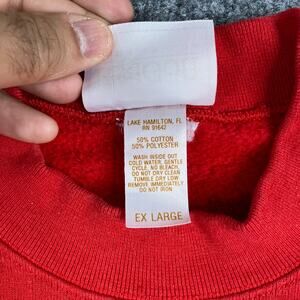 LAKE HAMILTON, FL
RN 91642
50% COTTON
50% POLYESTER
WASH INSIDE OUT
COLD WATER, GENTLE
CYCLE, NO BLEACH,
DO NOT DRY CLEAN
TUMBLE DRY LOW
REMOVE IMMEDIATELY
DO NOT IRON
EX LARGE